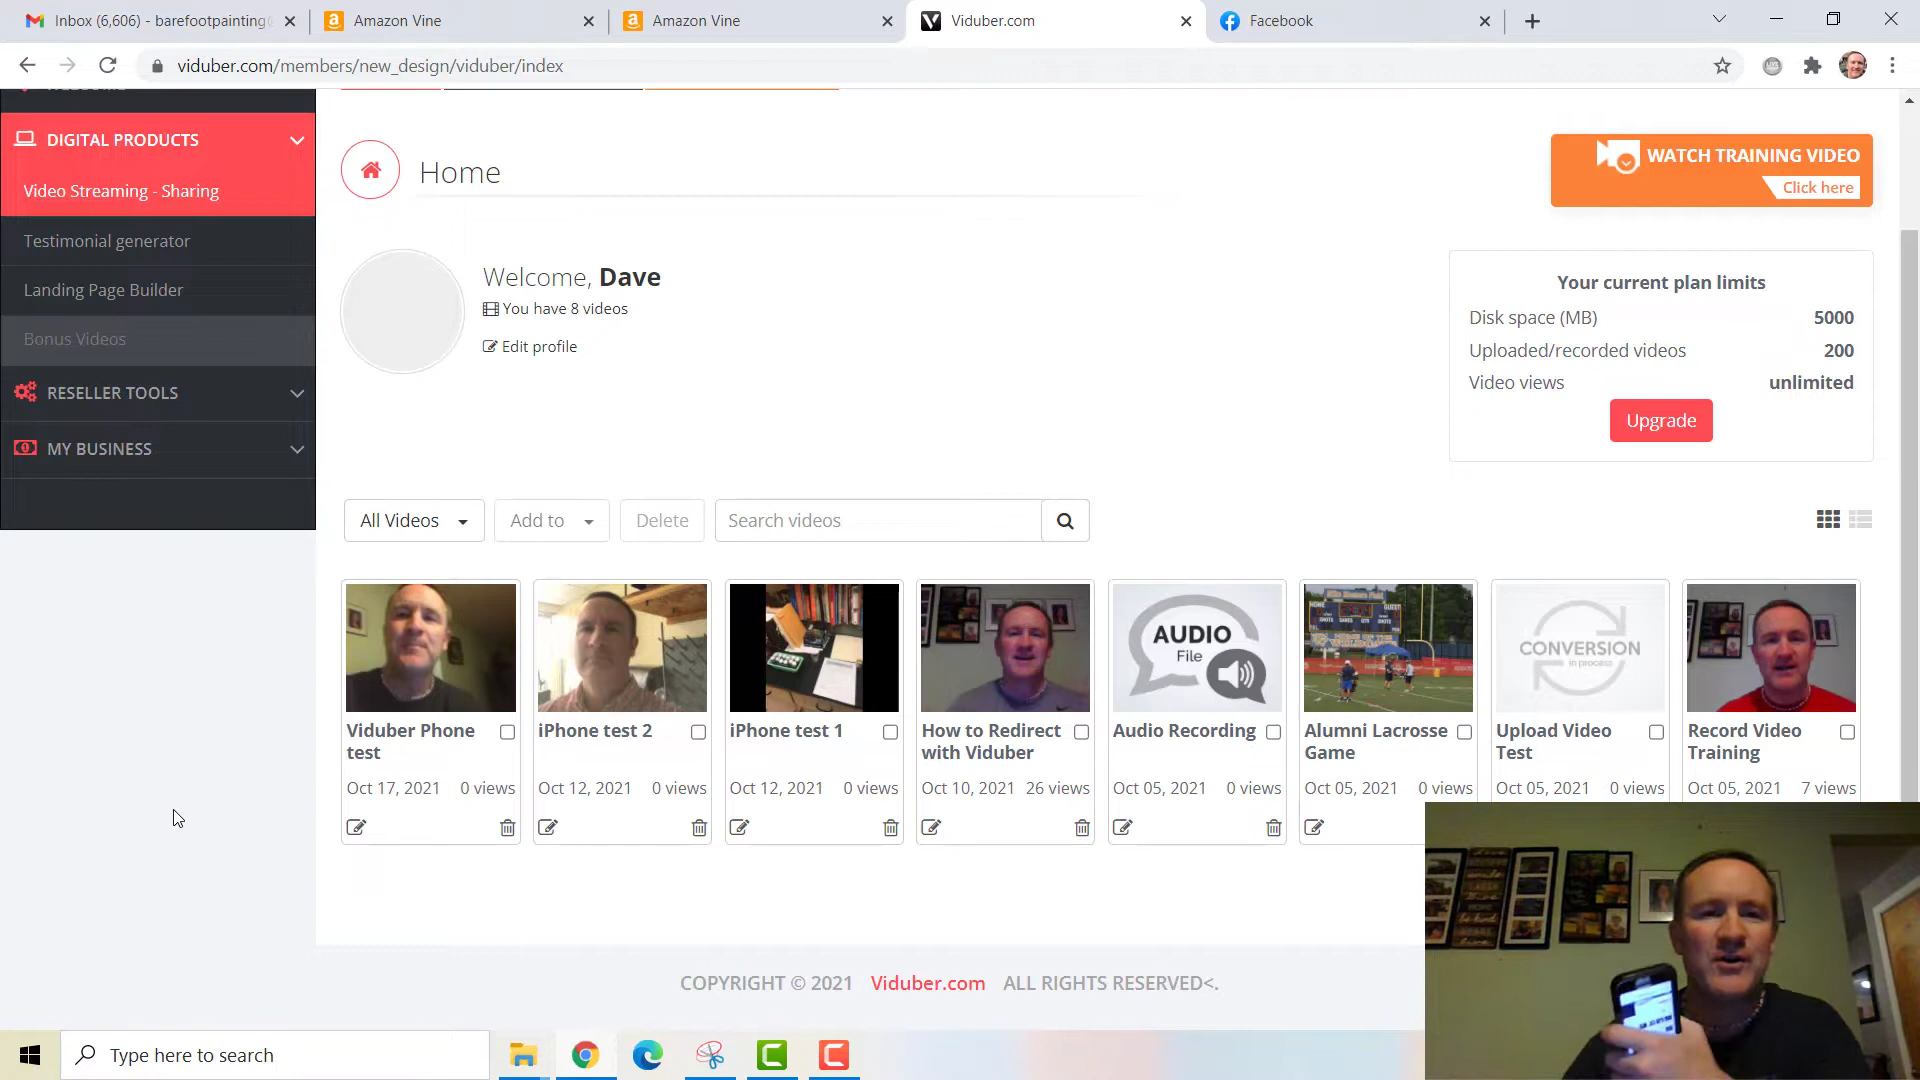 Inbox (6,606) - barefootpainting@
Amazon Vine
Amazon Vine
Viduber.com
Facebook
viduber.com/members/new_design/viduber/index
DIGITAL PRODUCTS
Video Streaming - Sharing
Testimonial generator
Landing Page Builder
Bonus Videos
RESELLER TOOLS
MY BUSINESS
Home
WATCH TRAINING VIDEO
Click here
Welcome, Dave
You have 8 videos
Edit profile
Your current plan limits
Disk space (MB) 5000
Uploaded/recorded videos 200
Video views unlimited
Upgrade
All Videos
Add to
Delete
Search videos
AUDIO
File
CONVERSION
in process
Viduber Phone
test
Oct 17, 2021 0 views
iPhone test 2
Oct 12, 2021 0 views
iPhone test 1
Oct 12, 2021 0 views
How to Redirect
with Viduber
Oct 10, 2021 26 views
Audio Recording
Oct 05, 2021 0 views
Alumni Lacrosse
Game
Oct 05, 2021 0 views
Upload Video
Test
Oct 05, 2021 0 views
Record Video
Training
Oct 05, 2021 7 views
COPYRIGHT © 2021 Viduber.com ALL RIGHTS RESERVED<.
Type here to search